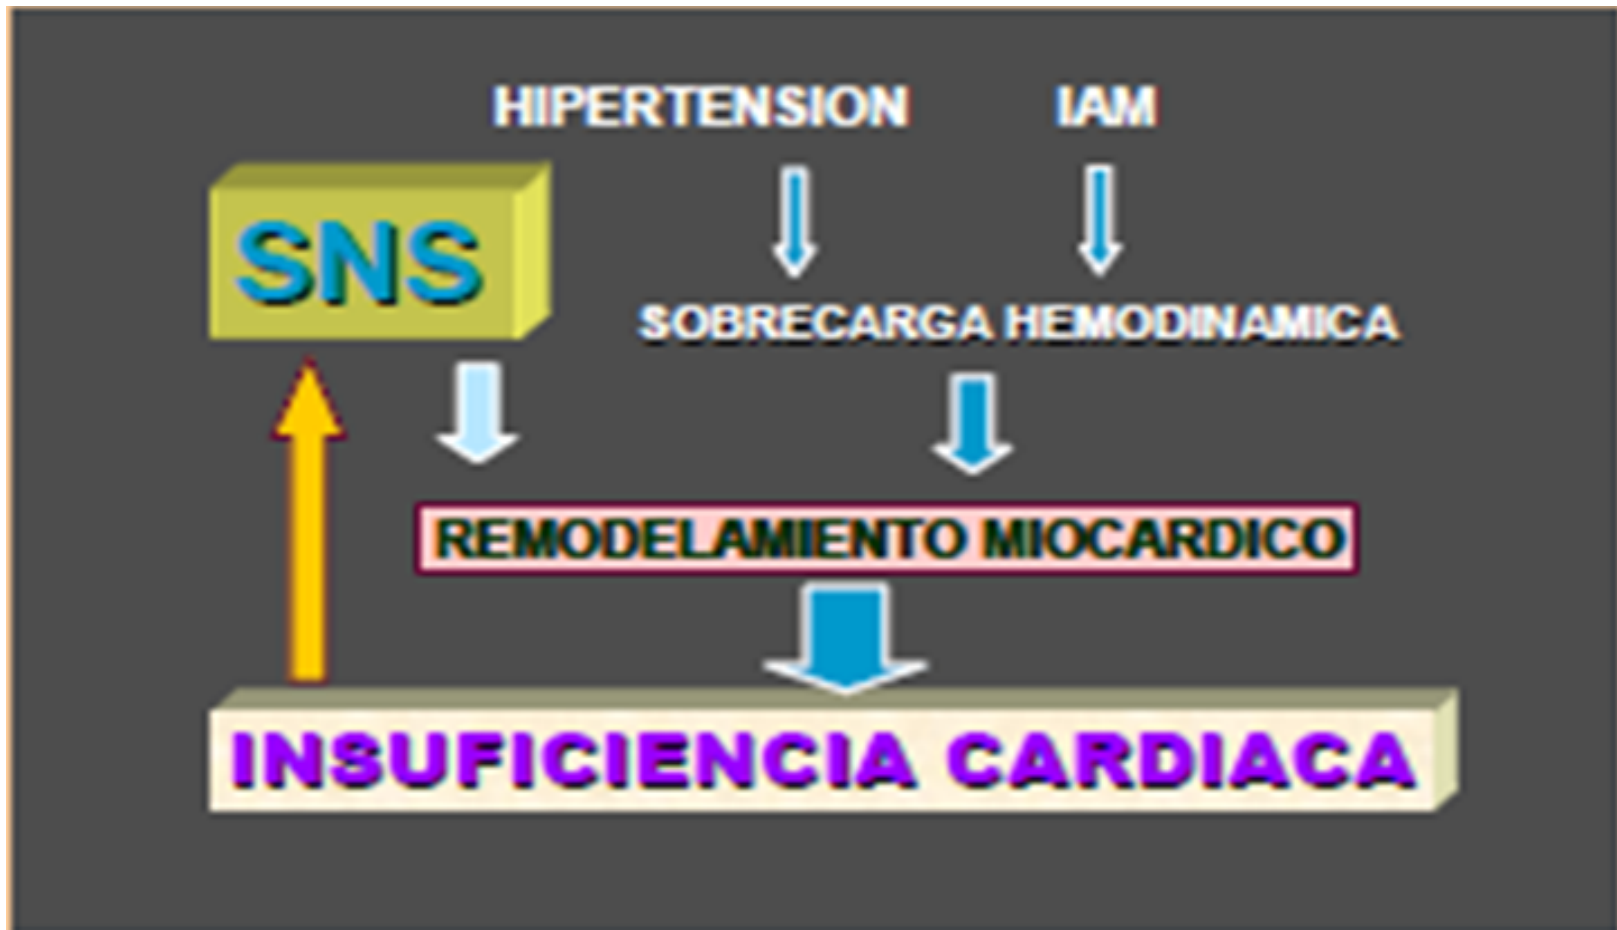 HIPERTENSION IAM
SNS
SOBRECARGA HEMODINAMICA
REMODELAMIENTO MIOCARDICO
INSUFICIENCIA CARDIACA